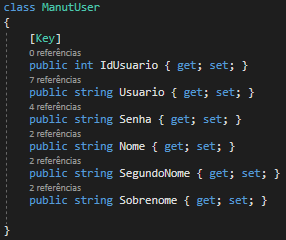 class ManutUser
{
[Key]
0 referências
public int IdUsuario { get; set; }
7 referências
public string Usuario { get; set; }
4 referências
public string Senha { get; set; }
2 referências
public string Nome { get; set; }
2 referências
public string SegundoNome { get; set; }
2 referências
public string Sobrenome { get; set; }
}